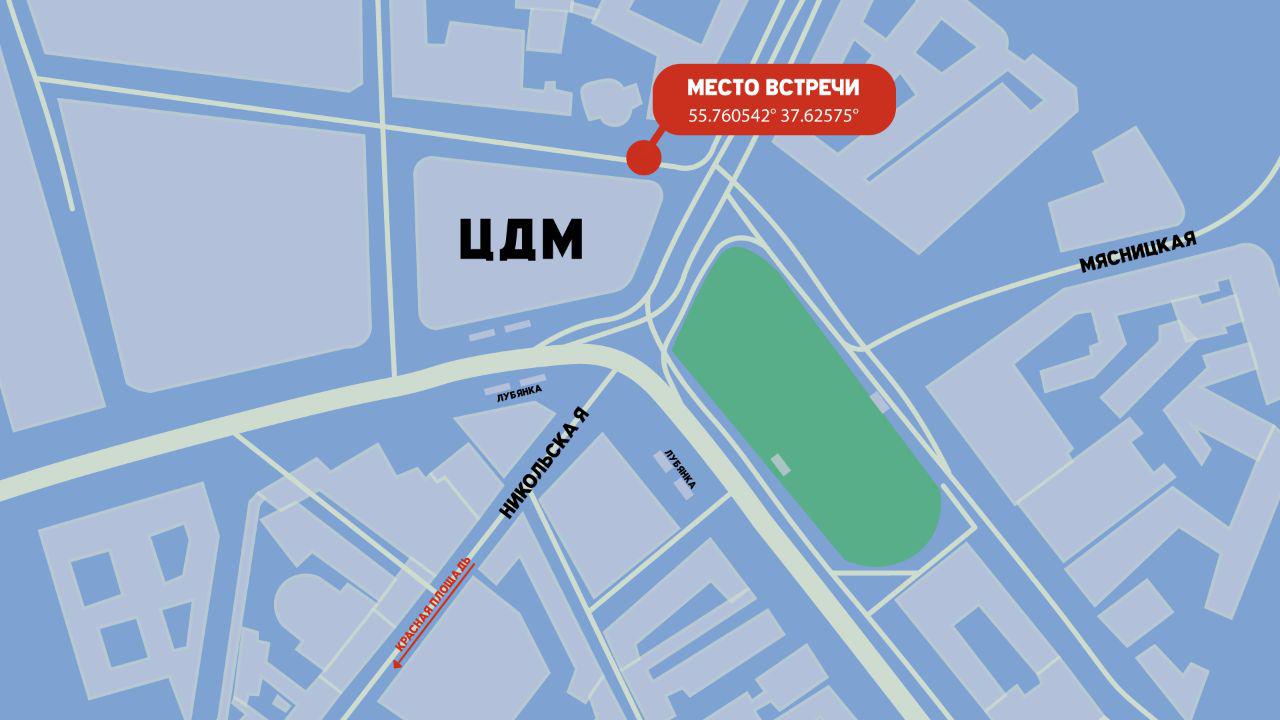 МЕСТО ВСТРЕЧИ
55.760542° 37.62575°
ЦДМ
МЯСНИЦКАЯ
ЛУБЯНКА
НИКОЛЬСКАЯ
ЛУБЯНКА
КРАСНАЯ ПЛОЩАДЬ